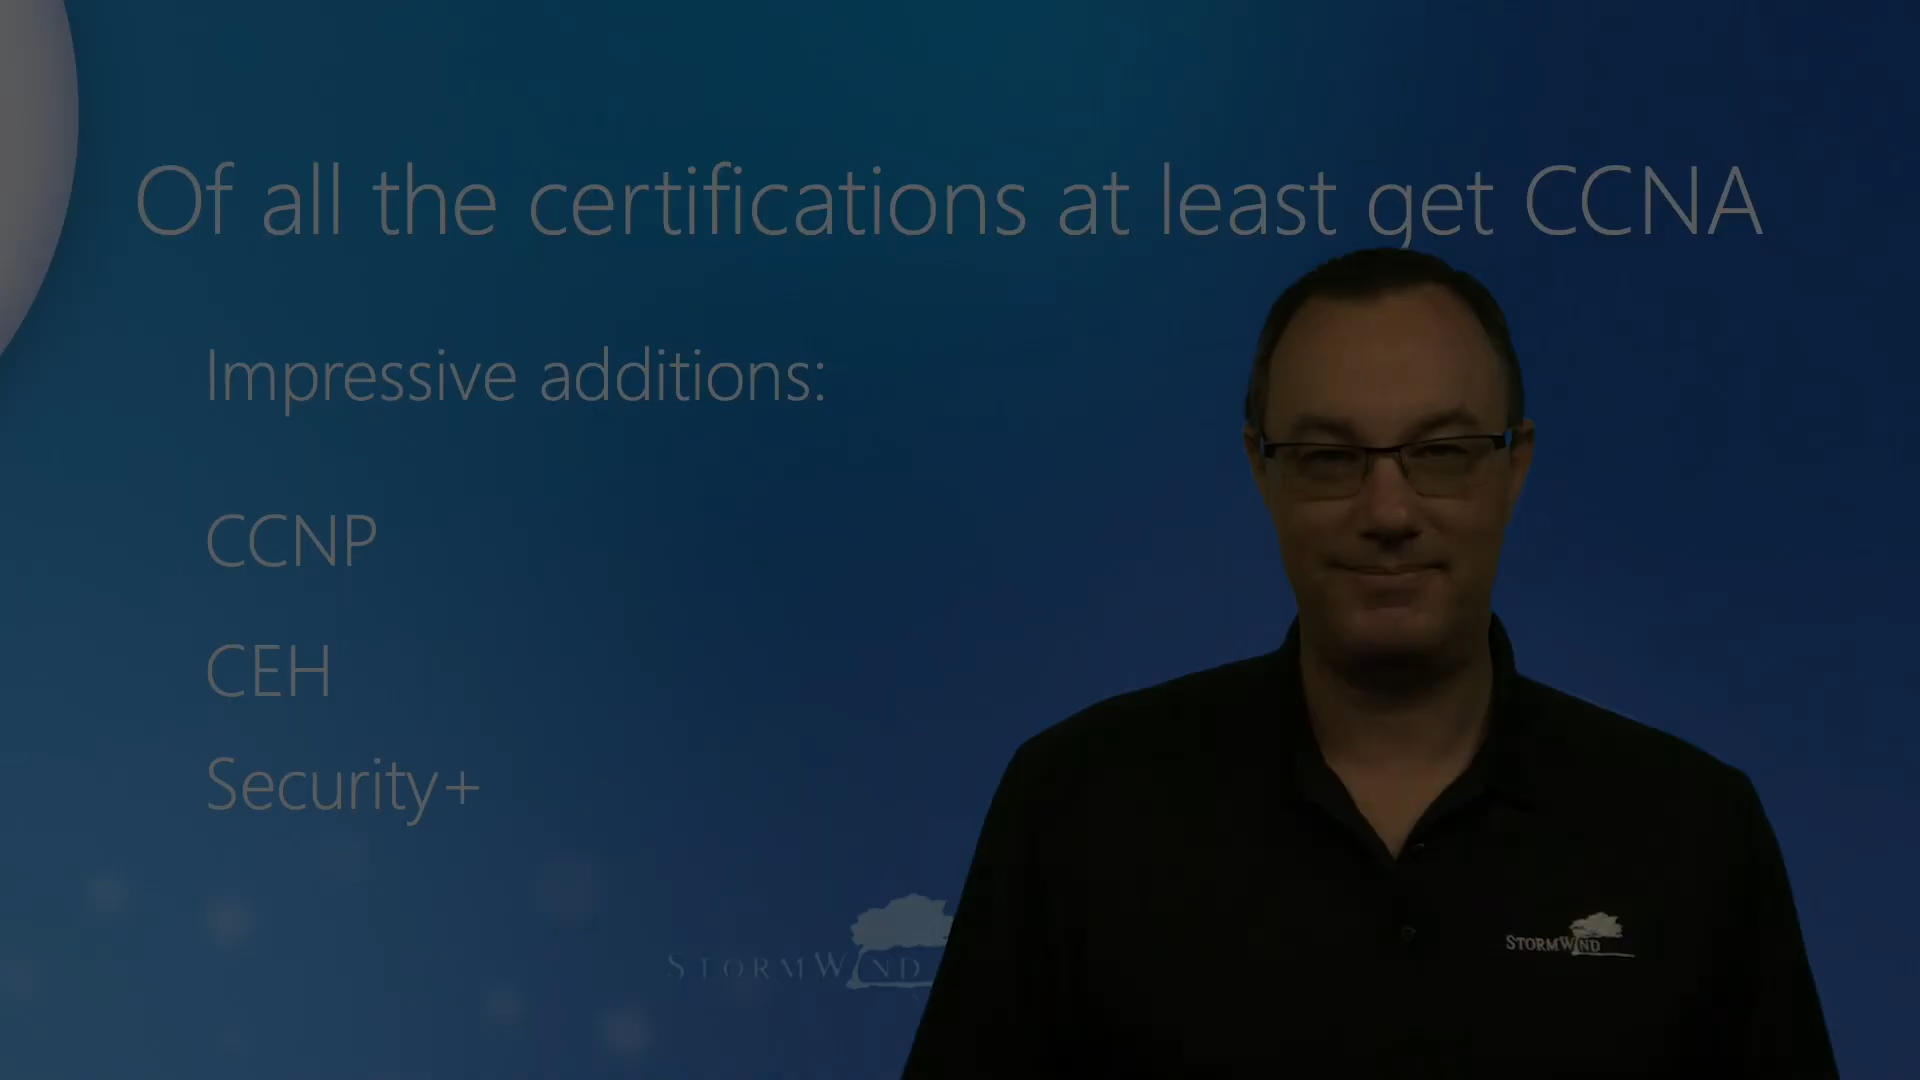 Of all the certifications at least get CCNA
Impressive additions:
CCNP
CEH
Security+
STORMWIND
STORMWIND